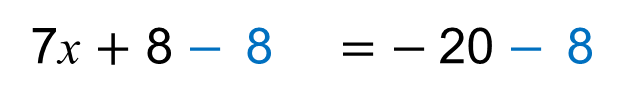 7x + 8 − 8 = − 20 − 8